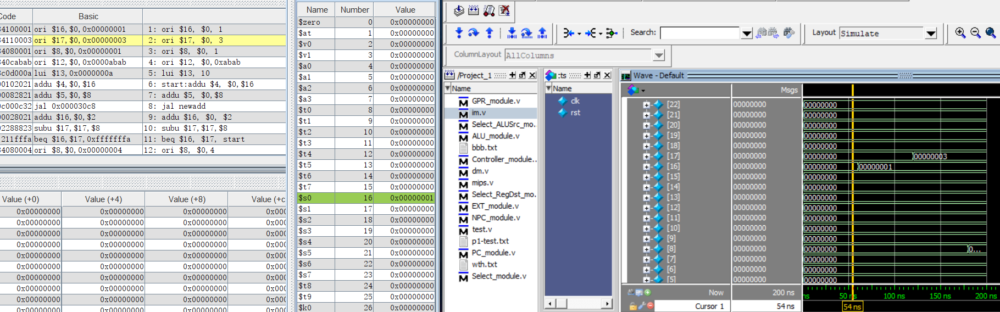 Code Basic
34100001 ori $16,$0,0x00000001 1: ori $16, $0, 1
34110003 ori $17,$0,0x00000003 2: ori $17, $0, 3
34080001 ori $8,$0,0x00000001 3: ori $8, $0, 1
340cabab ori $12,$0,0x0000abab 4: ori $12, $0,0xabab
3c0d000a lui $13,0x0000000a 5: lui $13, 10
00102021 addu $4,$0,$16 6: start:addu $4, $0,$16
00082821 addu $5,$0,$8 7: addu $5, $0,$8
0c000c32 jal 0x000030c8 8: jal newadd
00028021 addu $16,$0,$2 9: addu $16, $0, $2
02288823 subu $17,$17,$8 10: subu $17,$17,$8
1211fffa beq $16,$17,0xfffffffa 11: beq $16, $17, start
34080004 ori $8,$0,0x00000004 12: ori $8, $0,4
Value (+0) Value (+4) Value (+8) Value (+c
0x00000000 0x00000000 0x00000000 0x00
0x00000000 0x00000000 0x00000000 0x00
0x00000000 0x00000000 0x00000000 0x00
0x00000000 0x00000000 0x00000000 0x00
0x00000000 0x00000000 0x00000000 0x00
0x00000000 0x00000000 0x00000000 0x00
0x00000000 0x00000000 0x00000000 0x00
0x00000000 0x00000000 0x00000000 0x00
0x00000000 0x00000000 0x00000000 0x00
0x00000000 0x00000000 0x00000000 0x00
Name Number Value
$zero 0 0x00000000
$at 1 0x00000000
$v0 2 0x00000000
$v1 3 0x00000000
$a0 4 0x00000000
$a1 5 0x00000000
$a2 6 0x00000000
$a3 7 0x00000000
$t0 8 0x00000000
$t1 9 0x00000000
$t2 10 0x00000000
$t3 11 0x00000000
$t4 12 0x00000000
$t5 13 0x00000000
$t6 14 0x00000000
$t7 15 0x00000000
$s0 16 0x00000001
$s1 17 0x00000000
$s2 18 0x00000000
$s3 19 0x00000000
$s4 20 0x00000000
$s5 21 0x00000000
$s6 22 0x00000000
$s7 23 0x00000000
$t8 24 0x00000000
$t9 25 0x00000000
$k0 26 0x00000000
Search: Layout Simulate
ColumnLayout AllColumns
/Project_1
Name
GPR_module.v
im.v
Select_ALUSrc_mo..
ALU_module.v
bbb.txt
Controller_module..
dm.v
mips.v
Select_RegDst_mo..
EXT_module.v
NPC_module.v
test.v
p1-test.txt
PC_module.v
wth.txt
Select_module.v
:ts
Name
clk
rst
Wave - Default
Msgs
[22] 00000000 00000000
[21] 00000000 00000000
[20] 00000000 00000000
[19] 00000000 00000000
[18] 00000000 00000000
[17] 00000000 00000000 00000003
[16] 00000000 00000000 00000001
[15] 00000000 00000000
[14] 00000000 00000000
[13] 00000000 00000000
[12] 00000000 00000000
[11] 00000000 00000000
[10] 00000000 00000000
[9] 00000000 00000000
[8] 00000000 00000000 0...
[7] 00000000 00000000
[6] 00000000 00000000
[5] 00000000 00000000
Now 200 ns ns 50 ns 100 ns 150 ns 200 ns
Cursor 1 54 ns 54 ns